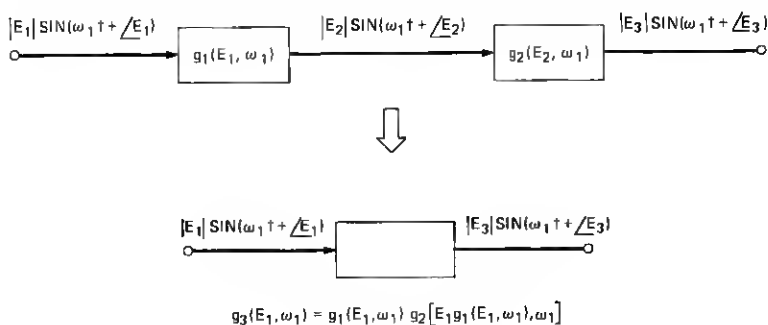 |E₁| SIN(ω₁t + ∠E₁)
g₁(E₁, ω₁)
|E₂| SIN(ω₁t + ∠E₂)
g₂(E₂, ω₁)
|E₃| SIN(ω₁t + ∠E₃)
|E₁| SIN(ω₁t + ∠E₁)
|E₃| SIN(ω₁t + ∠E₃)
g₃(E₁, ω₁) = g₁(E₁, ω₁) g₂[E₁g₁(E₁, ω₁), ω₁]